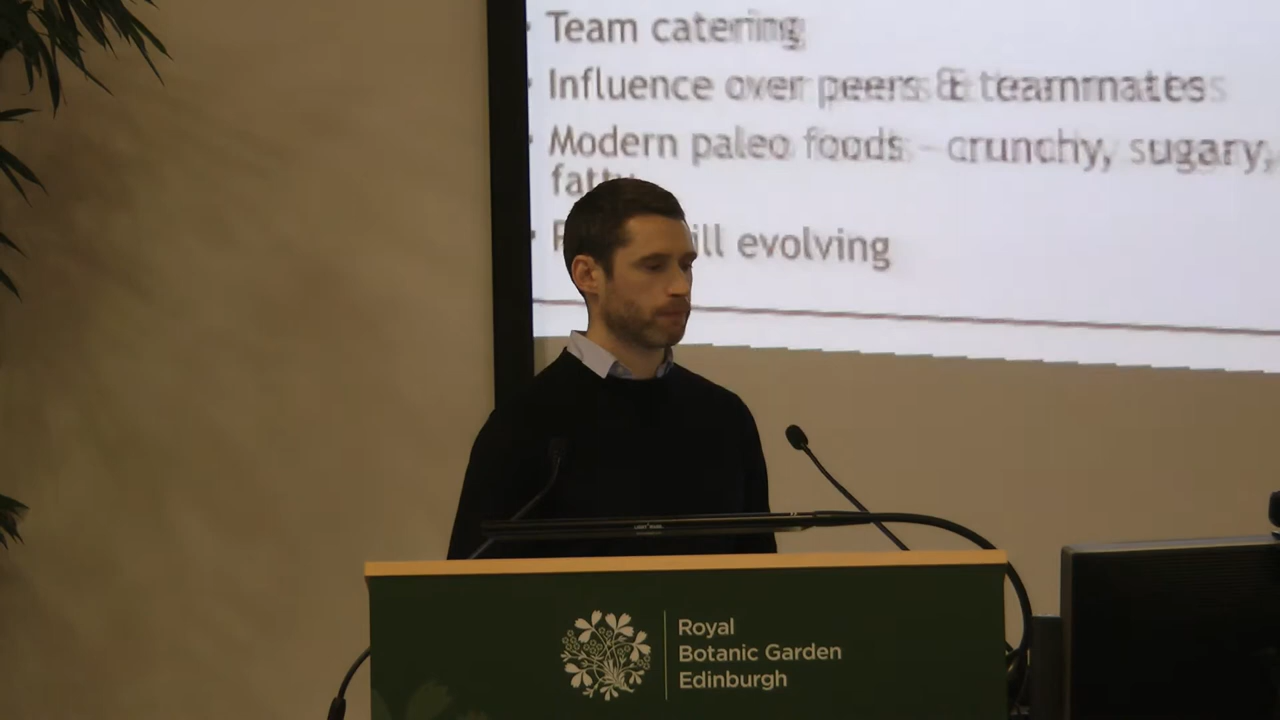 Team catering
Influence over peers & teammates
Modern paleo foods - crunchy, sugary,
fatty
ill evolving
Royal
Botanic Garden
Edinburgh